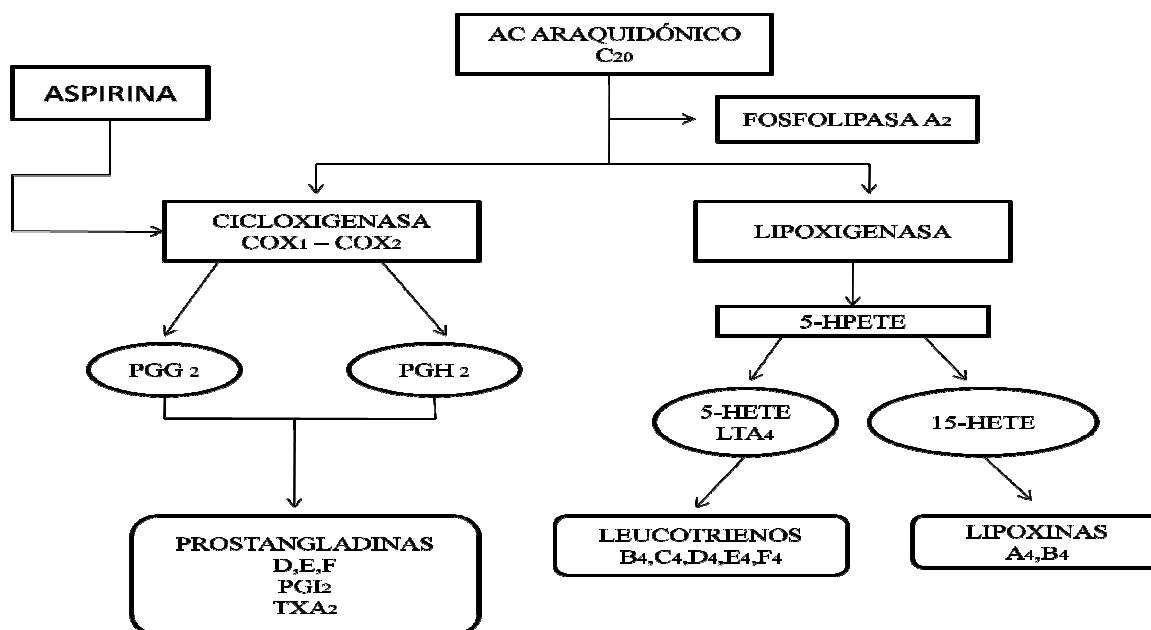 AC ARAQUIDÓNICO
C20
ASPIRINA
FOSFOLIPASA A2
CICLOXIGENASA
COX1 – COX2
LIPOXIGENASA
5-HPETE
PGG 2
PGH 2
5-HETE
LTA4
15-HETE
PROSTANGLADINAS
D,E,F
PGI2
TXA2
LEUCOTRIENOS
B4,C4,D4,E4,F4
LIPOXINAS
A4,B4